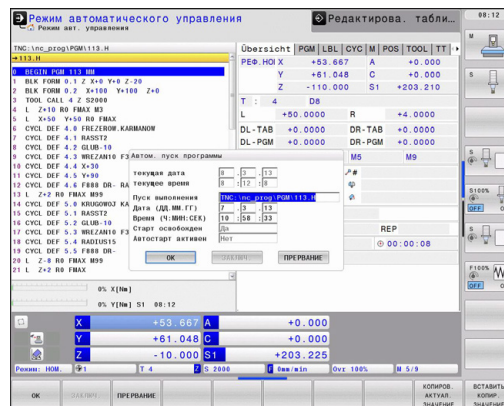 Режим автоматического управления
Режим авт. управления
Редактирова. табли...
08:12
TNC:\nc_prog\PGM\113.H
→113.H
0 BEGIN PGM 113 MM
1 BLK FORM 0.1 Z X+0 Y+0 Z-20
2 BLK FORM 0.2 X+100 Y+100 Z+0
3 TOOL CALL 4 Z S2000
4 L Z+10 R0 FMAX M3
5 L X+50 Y+50 R0 FMAX
6 CYCL DEF 4.0 FREZEROW.KARMANOW
7 CYCL DEF 4.1 RASST2
8 CYCL DEF 4.2 GLUB-10
9 CYCL DEF 4.3 WREZAN10 F3
10 CYCL DEF 4.4 X+30
11 CYCL DEF 4.5 Y+90
12 CYCL DEF 4.6 F888 DR- RA
13 L Z+2 R0 FMAX M99
14 CYCL DEF 5.0 KRUGOWOJ KA
15 CYCL DEF 5.1 RASST2
16 CYCL DEF 5.2 GLUB-10
17 CYCL DEF 5.3 WREZAN10 F3
18 CYCL DEF 5.4 RADIUS15
19 CYCL DEF 5.5 F888 DR-
20 L Z-8 R0 FMAX M99
21 L Z+2 R0 FMAX
Übersicht PGM LBL CYC M POS TOOL TT
РЕФ.НОМ X +53.667 A +0.000
Y +61.048 C +0.000
Z -110.000 S1 +203.210
T : 4 D8
L +50.0000 R +4.0000
DL-TAB +0.0000 DR-TAB +0.0000
DL-PGM +0.0000 DR-PGM +0.0000
M5 M9
P#
REP
00:00:08
Автом. пуск программы
текущая дата 8 .3 .13
текущее время 8 :12 :8
Пуск выполнения TNC:\nc_prog\PGM\113.H
Дата (ДД.ММ.ГГ) 7 .3 .13
Время (Ч:МИН:СЕК) 10 :58 :33
Старт освобожден Да
Автостарт активен Нет
ОК
ЗАКЛЮЧ.
ПРЕРВАНИЕ
0% X[Nm]
0% Y[Nm] S1 08:12
X +53.667 A +0.000
Y +61.048 C +0.000
Z -10.000 S1 +203.225
Режим: НОМ. 1 T 4 Z S 2000 F 0mm/min Ovr 100% M 5/9
M
S
S
S100%
OFF
S
F100%
OFF
ОК
ЗАКЛЮЧ.
ПРЕРВАНИЕ
КОПИРОВ. АКТУАЛ. ЗНАЧЕНИЕ
ВСТАВИТЬ КОПИР. ЗНАЧЕНИЕ